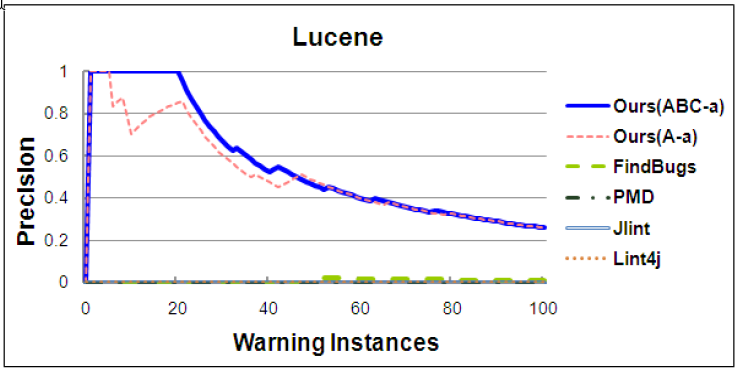 Lucene
Precision
1
0.8
0.6
0.4
0.2
0
0 20 40 60 80 100
Warning Instances
Ours(ABC-a)
Ours(A-a)
FindBugs
PMD
Jlint
Lint4j